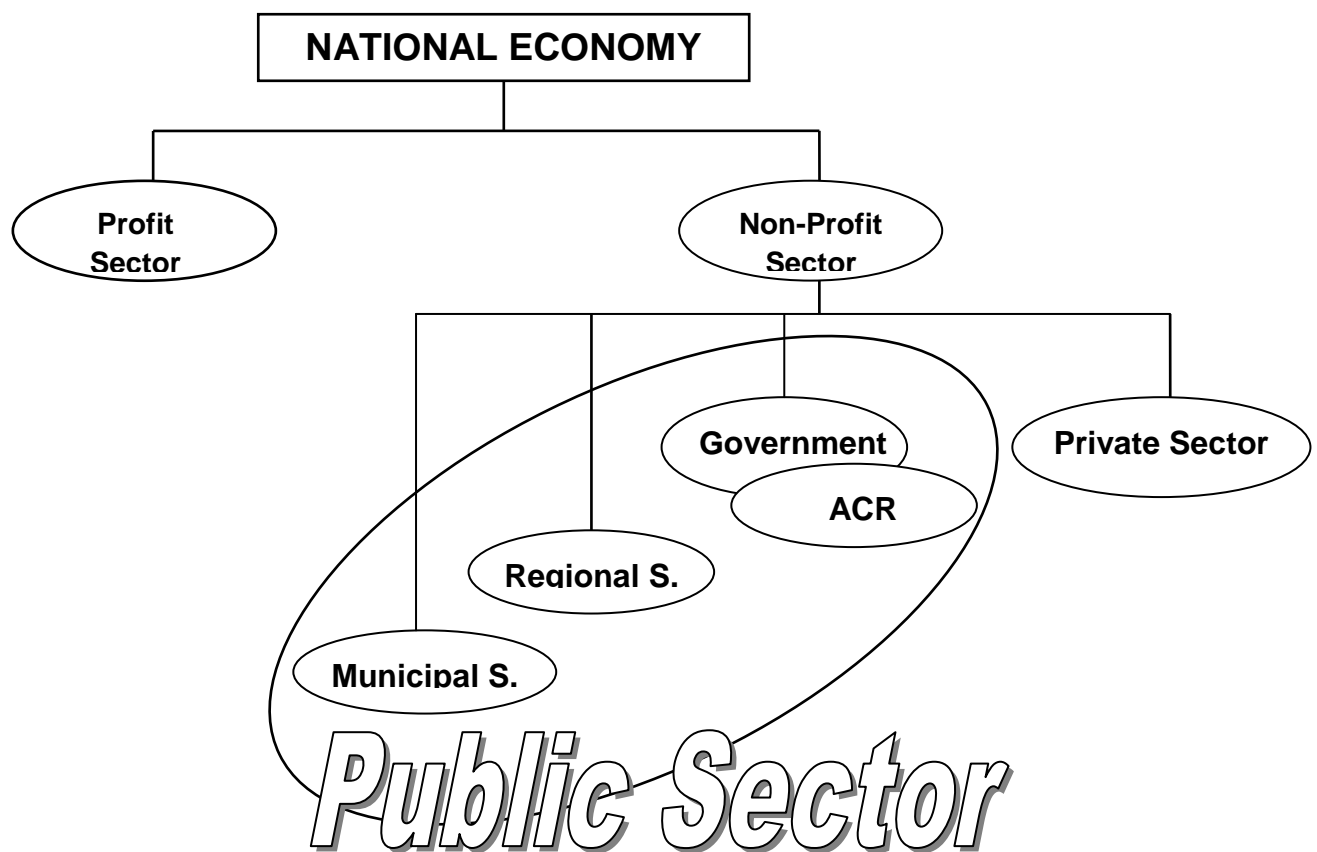 NATIONAL ECONOMY
Profit
Sector
Non-Profit
Sector
Government
Private Sector
ACR
Regional S.
Municipal S.
Public Sector